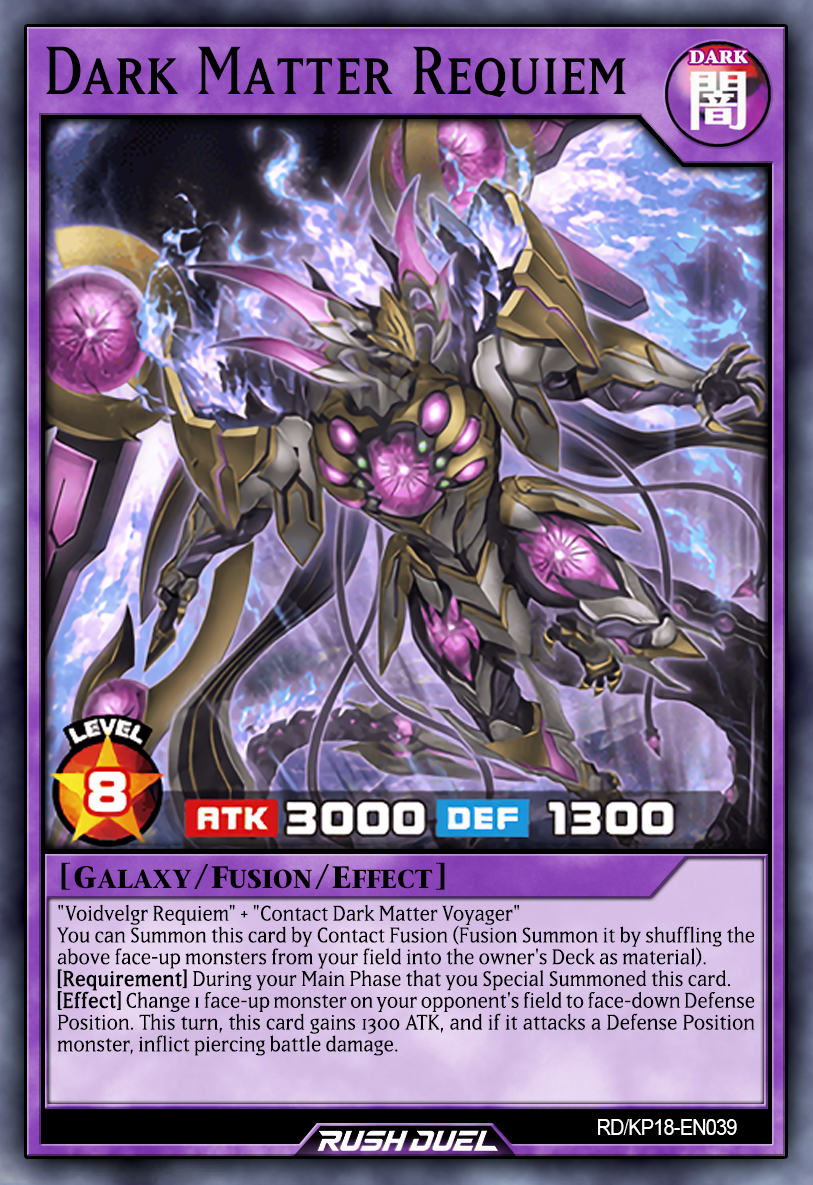 Dark Matter Requiem
DARK
闇
LEVEL
8
ATK 3000 DEF 1300
[Galaxy/Fusion/Effect]
"Voidvelgr Requiem" + "Contact Dark Matter Voyager"
You can Summon this card by Contact Fusion (Fusion Summon it by shuffling the
above face-up monsters from your field into the owner's Deck as material).
[Requirement] During your Main Phase that you Special Summoned this card.
[Effect] Change 1 face-up monster on your opponent's field to face-down Defense
Position. This turn, this card gains 1300 ATK, and if it attacks a Defense Position
monster, inflict piercing battle damage.
RD/KP18-EN039
RUSH DUEL